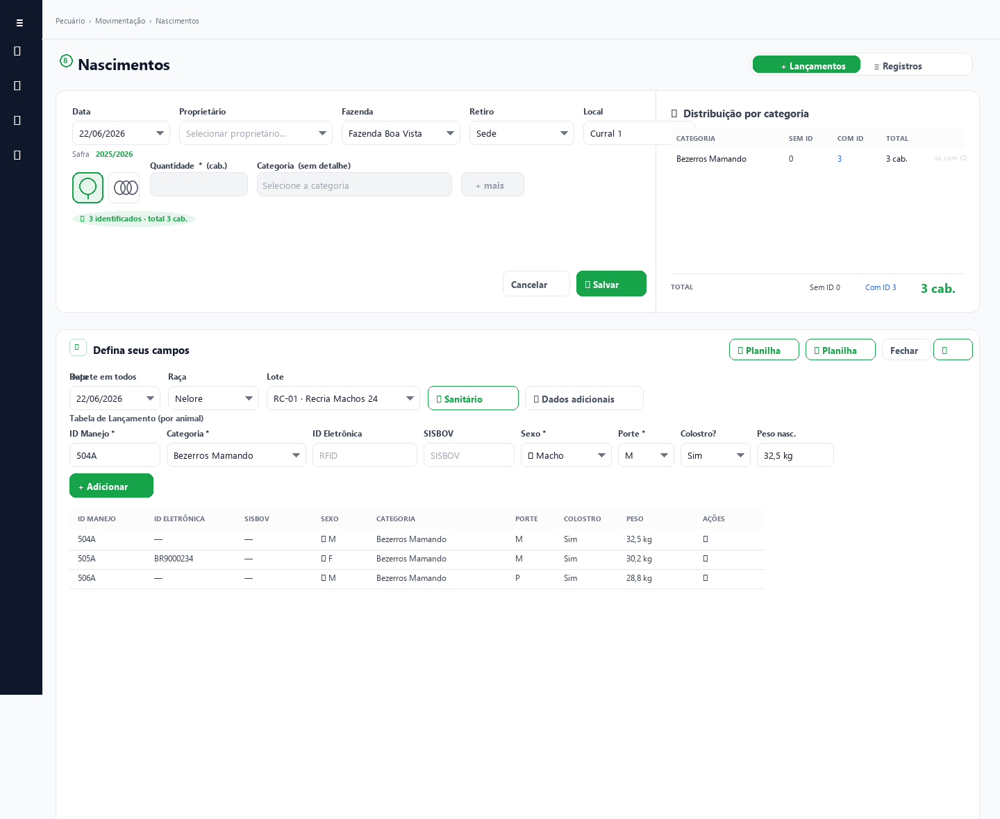 Pecuário › Movimentação › Nascimentos
8 Nascimentos
+ Lançamentos
≡ Registros
Data Proprietário Fazenda Retiro Local
22/06/2026 Selecionar proprietário... Fazenda Boa Vista Sede Curral 1
Safra 2025/2026
Quantidade * (cab.) Categoria (sem detalhe)
Selecione a categoria + mais
3 identificados · total 3 cab.
Cancelar Salvar
Distribuição por categoria
CATEGORIA SEM ID COM ID TOTAL
Bezerros Mamando 0 3 3 cab. só com ID
TOTAL Sem ID 0 Com ID 3 3 cab.
Defina seus campos
Planilha Planilha Fechar
Data Repete em todos Raça Lote
22/06/2026 Nelore RC-01 · Recria Machos 24 Sanitário Dados adicionais
Tabela de Lançamento (por animal)
ID Manejo * Categoria * ID Eletrônica SISBOV Sexo * Porte * Colostro? Peso nasc.
504A Bezerros Mamando RFID SISBOV Macho M Sim 32,5 kg
+ Adicionar
ID MANEJO ID ELETRÔNICA SISBOV SEXO CATEGORIA PORTE COLOSTRO PESO AÇÕES
504A — — M Bezerros Mamando M Sim 32,5 kg
505A BR9000234 — F Bezerros Mamando M Sim 30,2 kg
506A — — M Bezerros Mamando P Sim 28,8 kg